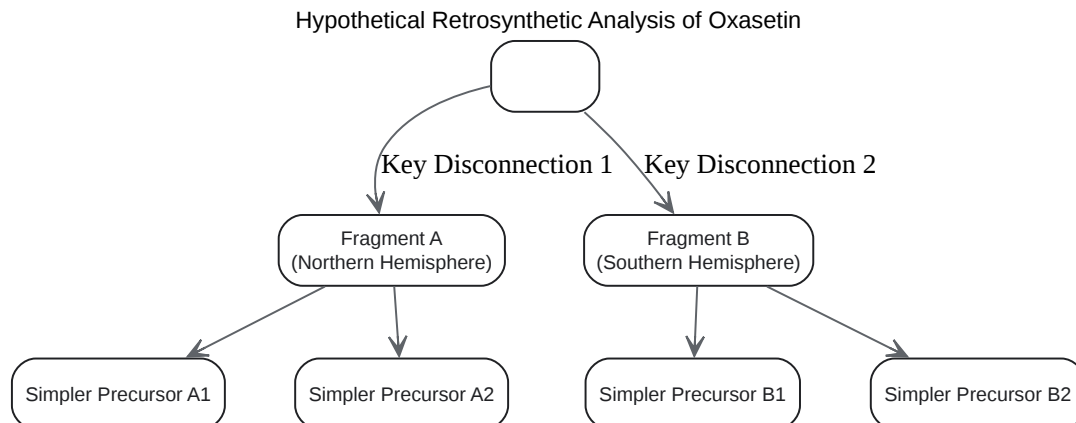 Hypothetical Retrosynthetic Analysis of Oxasetin
Key Disconnection 1
Key Disconnection 2
Fragment A
(Northern Hemisphere)
Fragment B
(Southern Hemisphere)
Simpler Precursor A1
Simpler Precursor A2
Simpler Precursor B1
Simpler Precursor B2